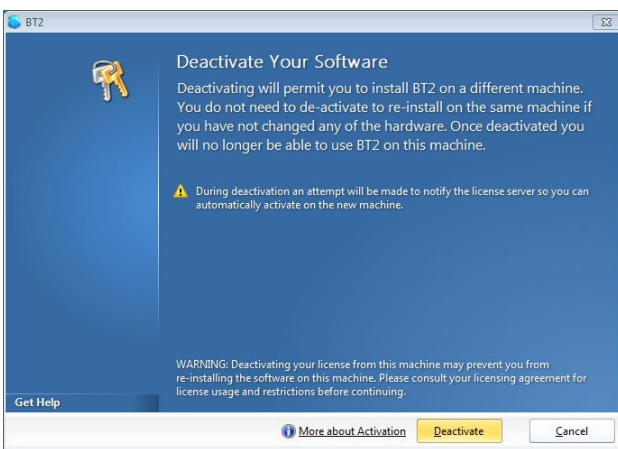 BT2
Deactivate Your Software
Deactivating will permit you to install BT2 on a different machine.
You do not need to de-activate to re-install on the same machine if
you have not changed any of the hardware. Once deactivated you
will no longer be able to use BT2 on this machine.
During deactivation an attempt will be made to notify the license server so you can
automatically activate on the new machine.
WARNING: Deactivating your license from this machine may prevent you from
re-installing the software on this machine. Please consult your licensing agreement for
license usage and restrictions before continuing.
Get Help
More about Activation Deactivate Cancel